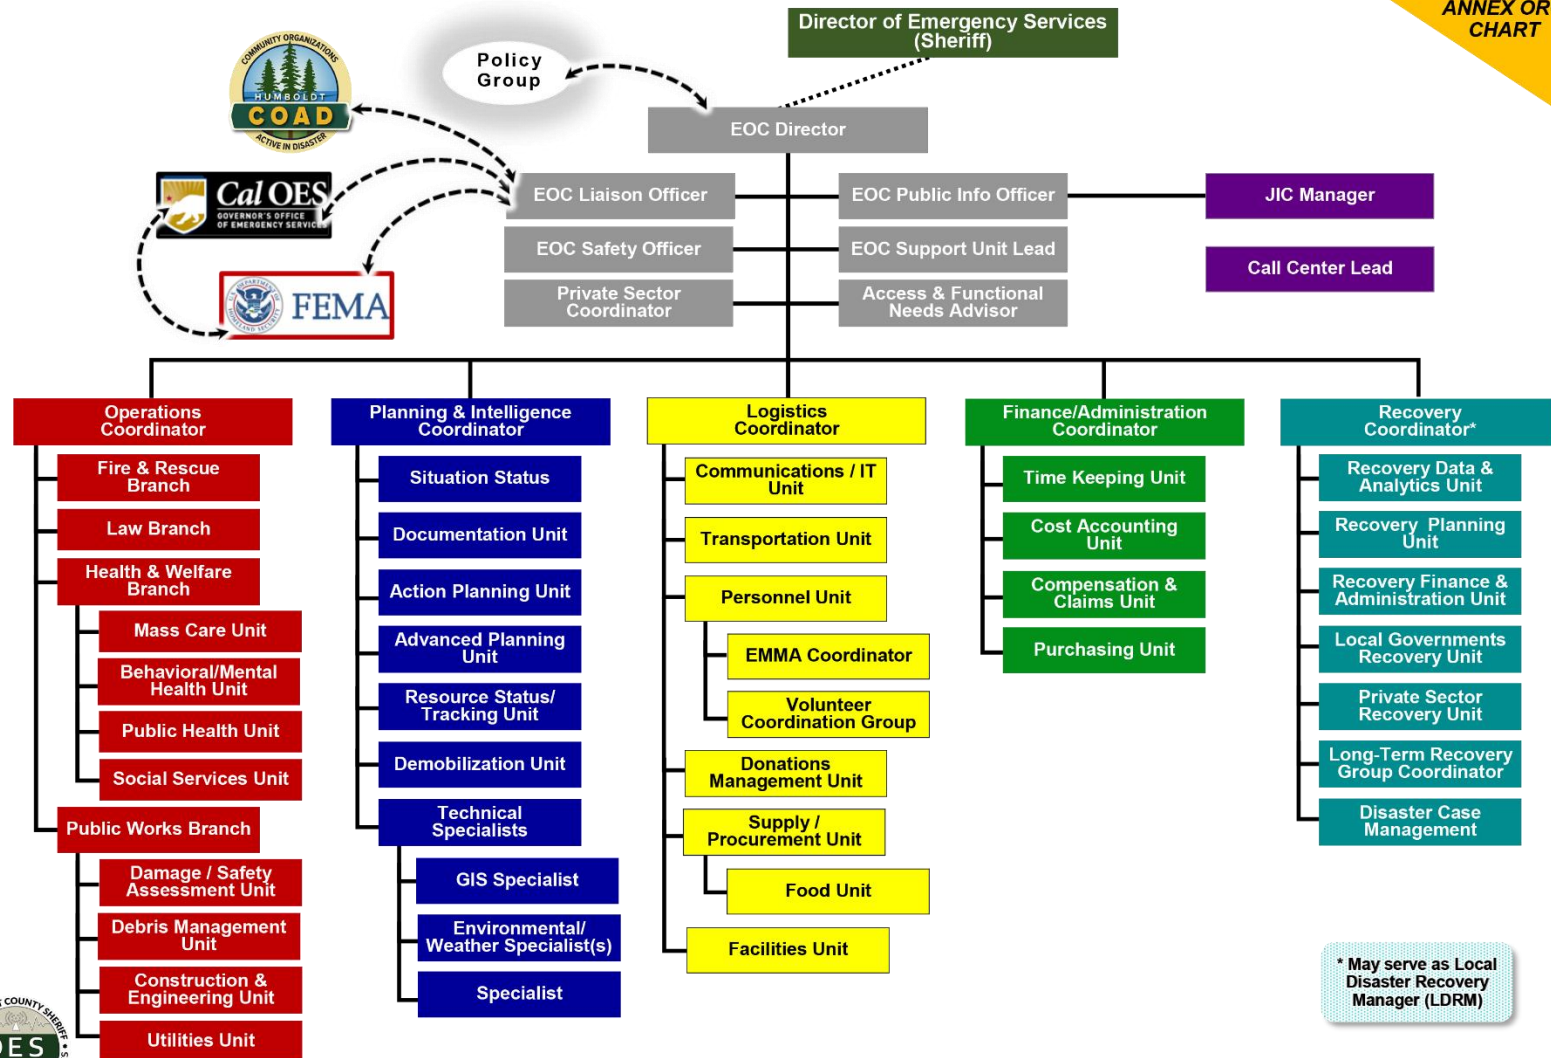 ANNEX OR
CHART
Director of Emergency Services
(Sheriff)
Policy
Group
COMMUNITY ORGANIZATIONS
HUMBOLDT
COAD
ACTIVE IN DISASTER
EOC Director
Cal OES
GOVERNOR'S OFFICE
OF EMERGENCY SERVICES
EOC Liaison Officer
EOC Public Info Officer
JIC Manager
EOC Safety Officer
EOC Support Unit Lead
Call Center Lead
U.S. DEPARTMENT OF
HOMELAND SECURITY
FEMA
Private Sector
Coordinator
Access & Functional
Needs Advisor
Operations
Coordinator
Fire & Rescue
Branch
Law Branch
Health & Welfare
Branch
Mass Care Unit
Behavioral/Mental
Health Unit
Public Health Unit
Social Services Unit
Public Works Branch
Damage / Safety
Assessment Unit
Debris Management
Unit
Construction &
Engineering Unit
Utilities Unit
Planning & Intelligence
Coordinator
Situation Status
Documentation Unit
Action Planning Unit
Advanced Planning
Unit
Resource Status/
Tracking Unit
Demobilization Unit
Technical
Specialists
GIS Specialist
Environmental/
Weather Specialist(s)
Specialist
Logistics
Coordinator
Communications / IT
Unit
Transportation Unit
Personnel Unit
EMMA Coordinator
Volunteer
Coordination Group
Donations
Management Unit
Supply /
Procurement Unit
Food Unit
Facilities Unit
Finance/Administration
Coordinator
Time Keeping Unit
Cost Accounting
Unit
Compensation &
Claims Unit
Purchasing Unit
Recovery
Coordinator*
Recovery Data &
Analytics Unit
Recovery Planning
Unit
Recovery Finance &
Administration Unit
Local Governments
Recovery Unit
Private Sector
Recovery Unit
Long-Term Recovery
Group Coordinator
Disaster Case
Management
* May serve as Local
Disaster Recovery
Manager (LDRM)
COUNTY SHERIFF
OES